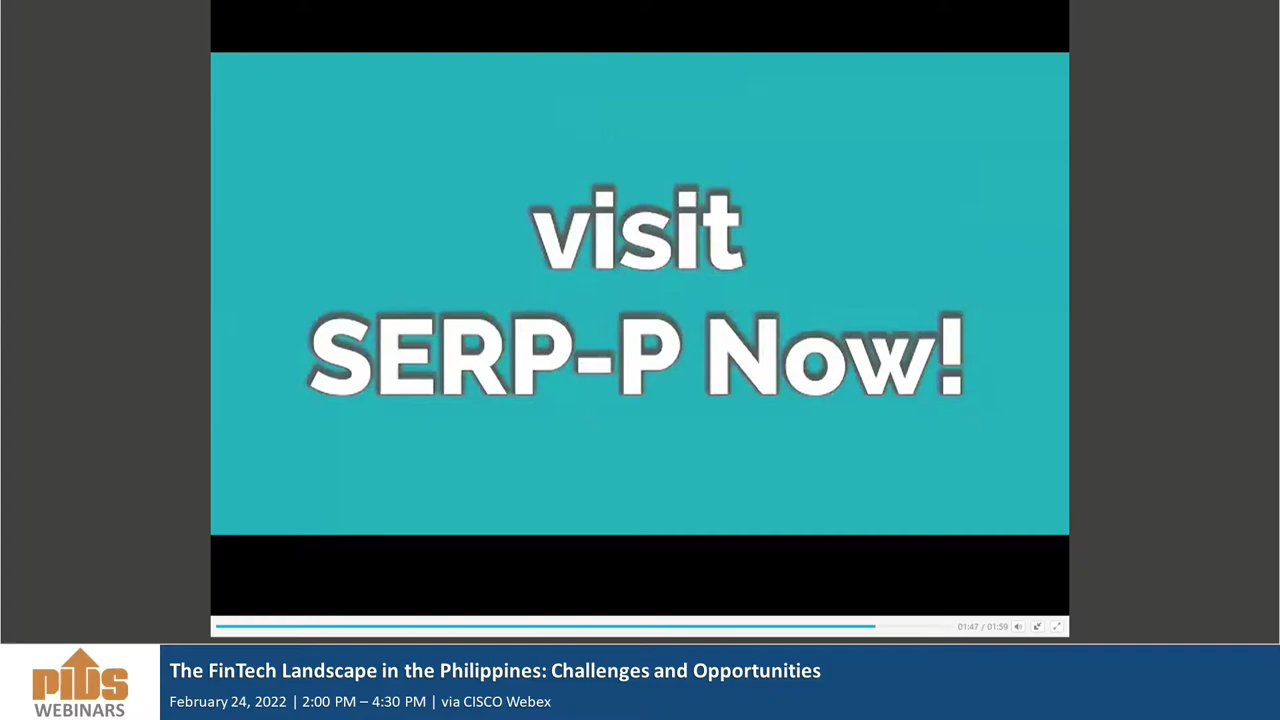 visit
SERP-P Now!
01:47 / 01:59
PIDS
WEBINARS
The FinTech Landscape in the Philippines: Challenges and Opportunities
February 24, 2022 | 2:00 PM – 4:30 PM | via CISCO Webex